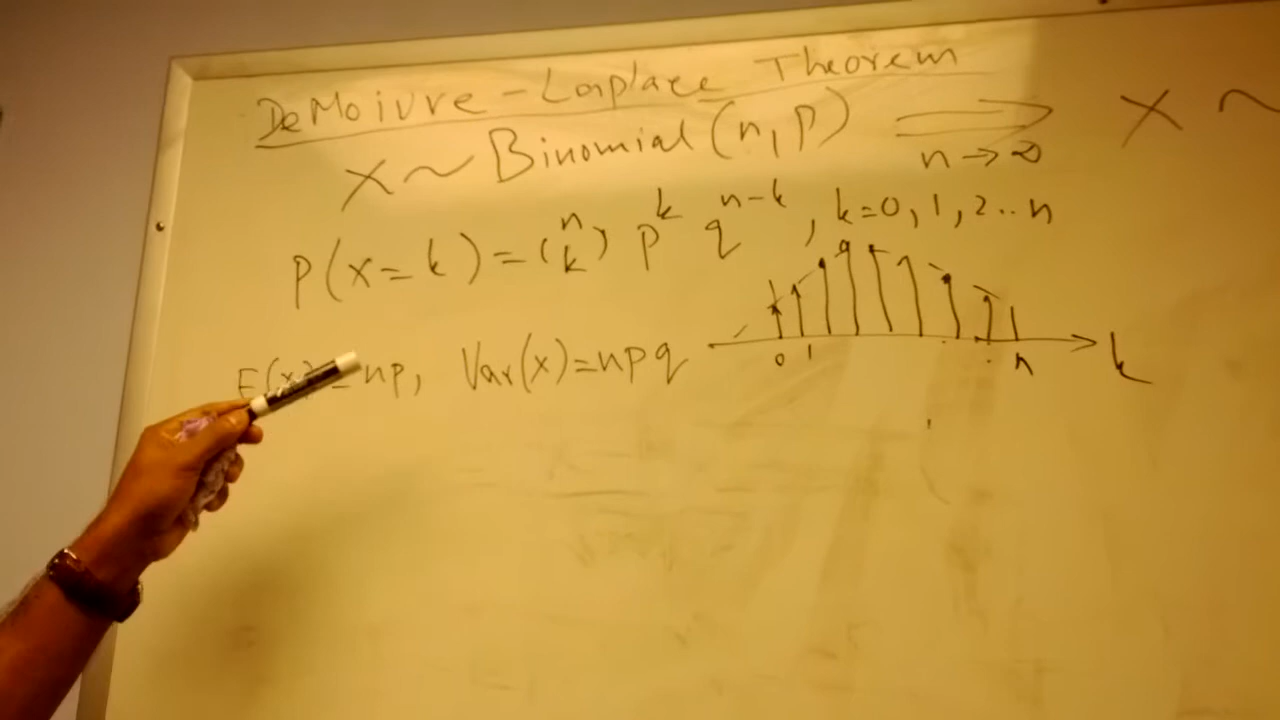 DeMoivre - Laplace Theorem
X ~ Binomial (n, p) ⟹ X ~
n → ∞
P(X = k) = (n k) p^k q^{n-k}, k = 0, 1, 2 .. n
E(X) = np, Var(X) = npq
0 1 n k